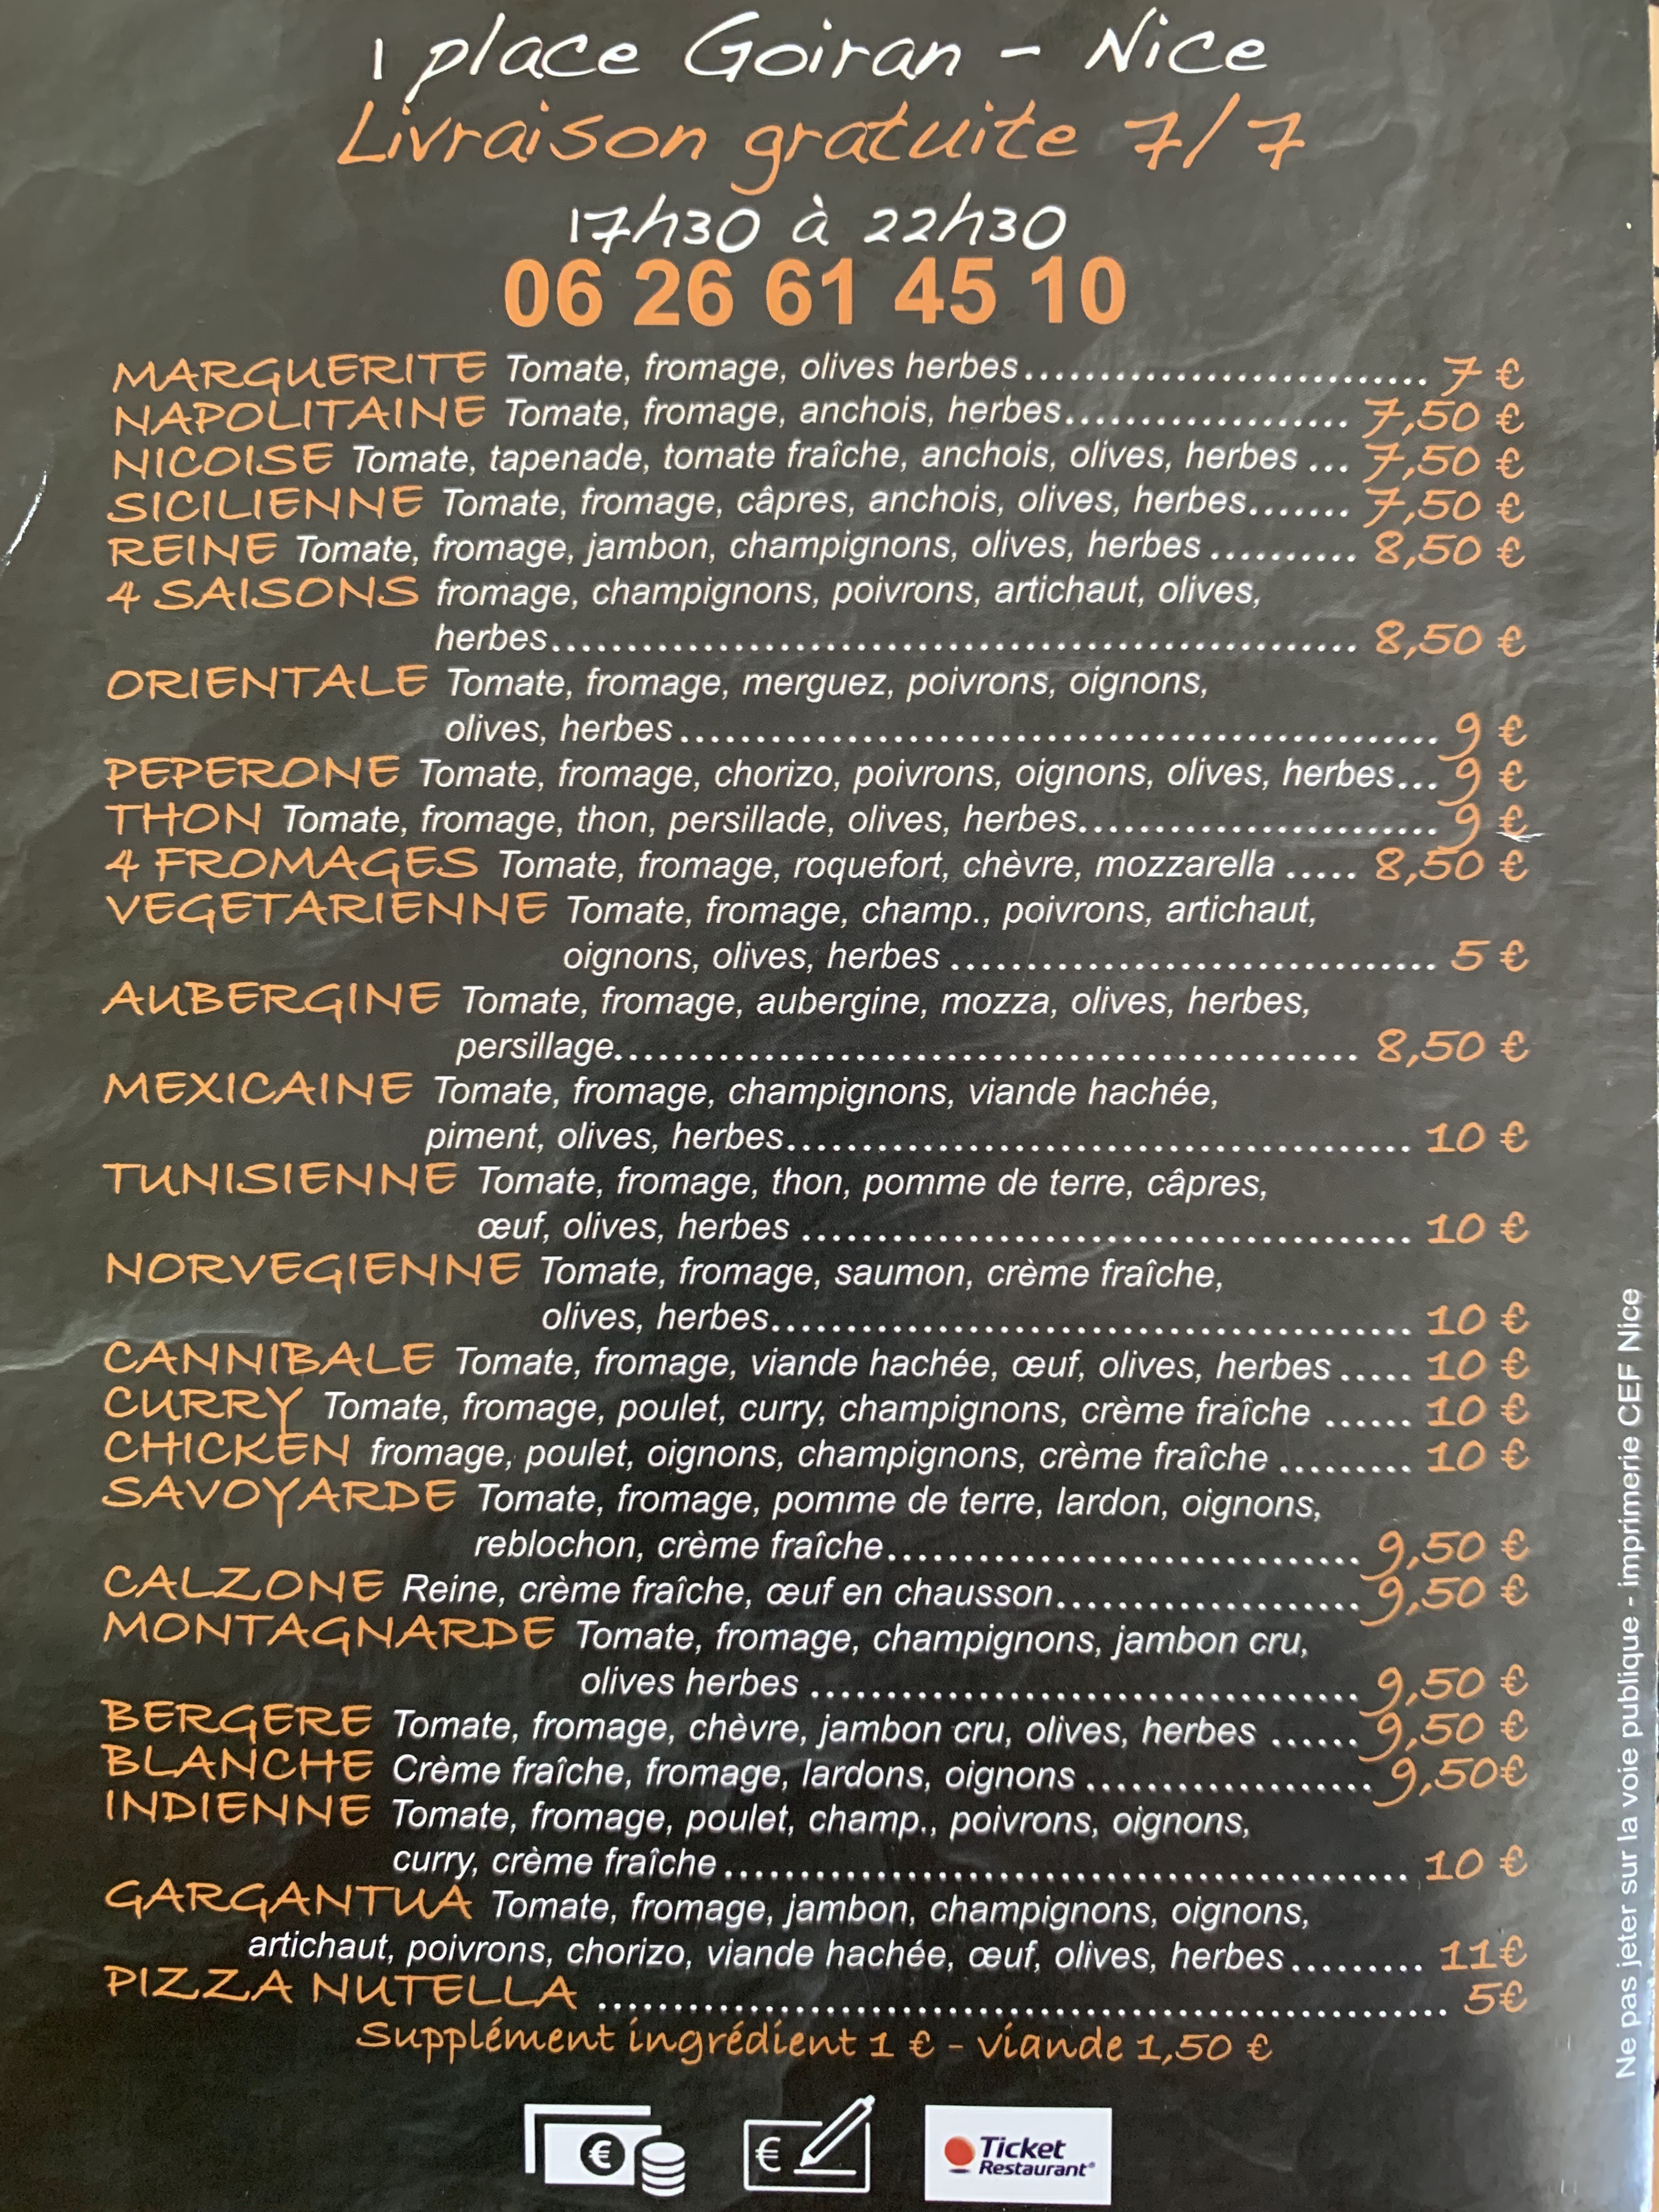 1 place Goiran - Nice
Livraison gratuite 7/7
17h30 à 22h30
06 26 61 45 10
MARGUERITE Tomate, fromage, olives herbes............................ 7 €
NAPOLITAINE Tomate, fromage, anchois, herbes................... 7,50 €
NICOISE Tomate, tapenade, tomate fraîche, anchois, olives, herbes ... 7,50 €
SICILIENNE Tomate, fromage, câpres, anchois, olives, herbes....... 7,50 €
REINE Tomate, fromage, jambon, champignons, olives, herbes .......... 8,50 €
4 SAISONS fromage, champignons, poivrons, artichaut, olives,
herbes...................................................... 8,50 €
ORIENTALE Tomate, fromage, merguez, poivrons, oignons,
olives, herbes .................................................. 9 €
PEPERONE Tomate, fromage, chorizo, poivrons, oignons, olives, herbes... 9 €
THON Tomate, fromage, thon, persillade, olives, herbes........................ 9 €
4 FROMAGES Tomate, fromage, roquefort, chèvre, mozzarella ..... 8,50 €
VEGETARIENNE Tomate, fromage, champ., poivrons, artichaut,
oignons, olives, herbes ................................. 5 €
AUBERGINE Tomate, fromage, aubergine, mozza, olives, herbes,
persillage.................................................. 8,50 €
MEXICAINE Tomate, fromage, champignons, viande hachée,
piment, olives, herbes.......................................... 10 €
TUNISIENNE Tomate, fromage, thon, pomme de terre, câpres,
œuf, olives, herbes ......................................... 10 €
NORVEGIENNE Tomate, fromage, saumon, crème fraîche,
olives, herbes........................................... 10 €
CANNIBALE Tomate, fromage, viande hachée, œuf, olives, herbes ..... 10 €
CURRY Tomate, fromage, poulet, curry, champignons, crème fraîche ...... 10 €
CHICKEN fromage, poulet, oignons, champignons, crème fraîche ......... 10 €
SAVOYARDE Tomate, fromage, pomme de terre, lardon, oignons,
reblochon, crème fraîche................................ 9,50 €
CALZONE Reine, crème fraîche, œuf en chausson.................... 9,50 €
MONTAGNARDE Tomate, fromage, champignons, jambon cru,
olives herbes ..................................... 9,50 €
BERGERE Tomate, fromage, chèvre, jambon cru, olives, herbes ...... 9,50 €
BLANCHE Crème fraîche, fromage, lardons, oignons ................... 9,50€
INDIENNE Tomate, fromage, poulet, champ., poivrons, oignons,
curry, crème fraîche.............................................. 10 €
GARGANTUA Tomate, fromage, jambon, champignons, oignons,
artichaut, poivrons, chorizo, viande hachée, œuf, olives, herbes......... 11€
PIZZA NUTELLA ......................................................... 5€
Supplément ingrédient 1 € - viande 1,50 €
€
€
Ticket
Restaurant®
Ne pas jeter sur la voie publique - imprimerie CEF Nice